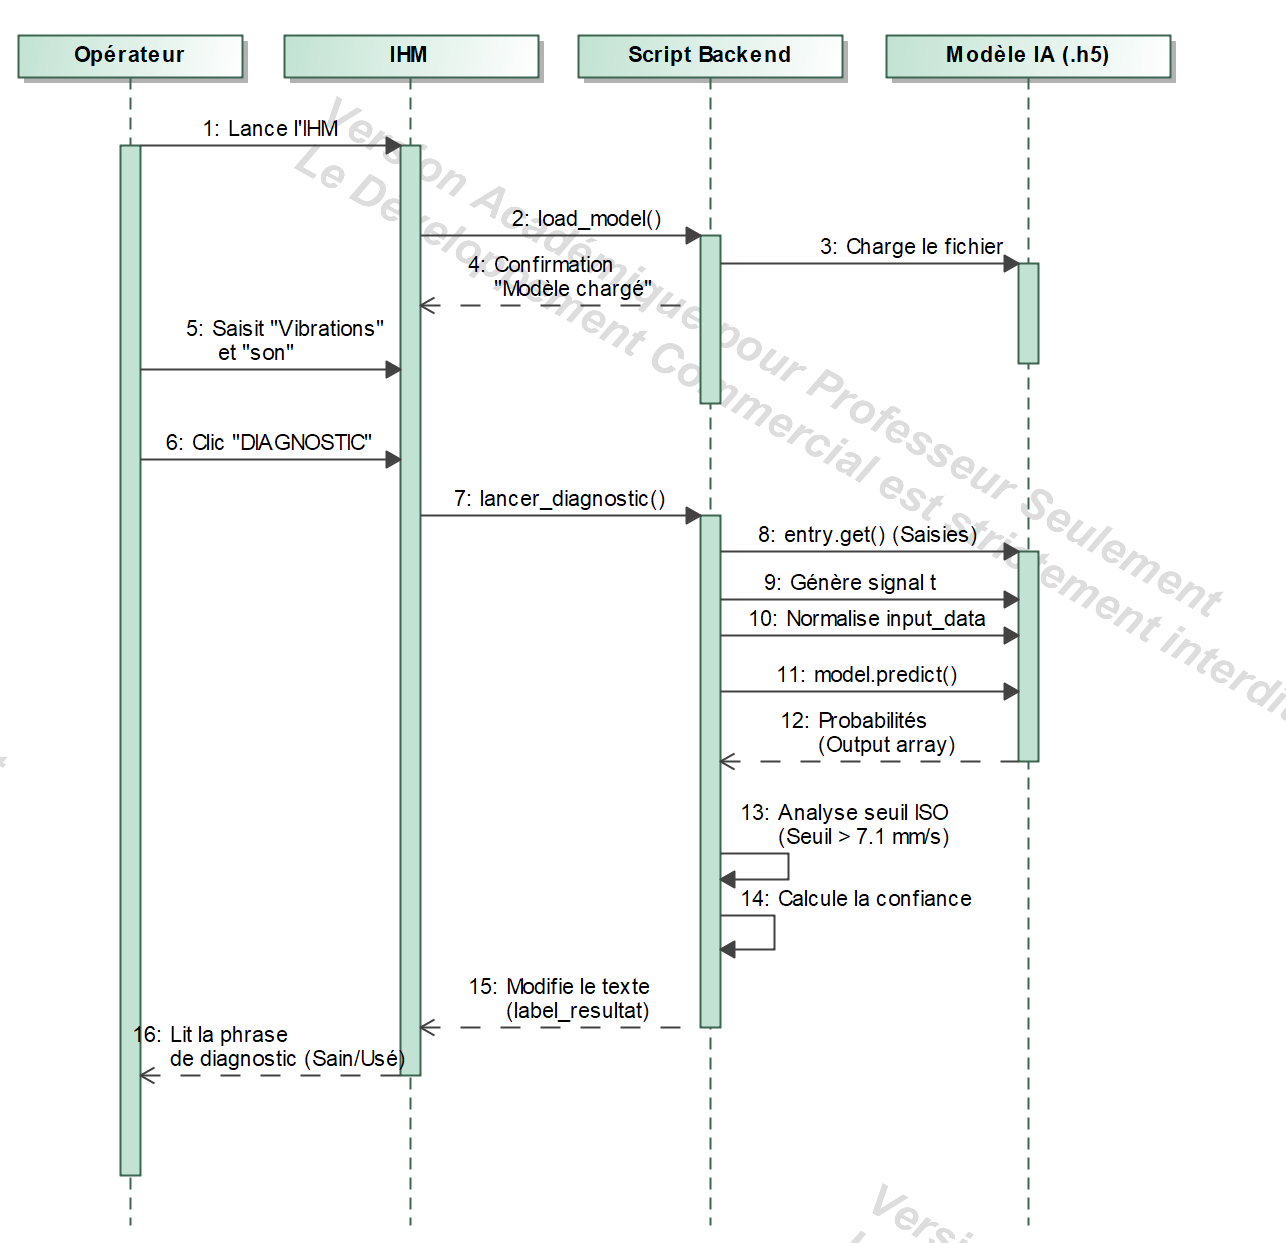 Opérateur
IHM
Script Backend
Modèle IA (.h5)
1: Lance l'IHM
2: load_model()
3: Charge le fichier
4: Confirmation
"Modèle chargé"
5: Saisit "Vibrations"
et "son"
6: Clic "DIAGNOSTIC"
7: lancer_diagnostic()
8: entry.get() (Saisies)
9: Génère signal t
10: Normalise input_data
11: model.predict()
12: Probabilités
(Output array)
13: Analyse seuil ISO
(Seuil > 7.1 mm/s)
14: Calcule la confiance
15: Modifie le texte
(label_resultat)
16: Lit la phrase
de diagnostic (Sain/Usé)
Version Académique pour Professeur Seulement
Le Developpement Commercial est strictement interdit
Versi